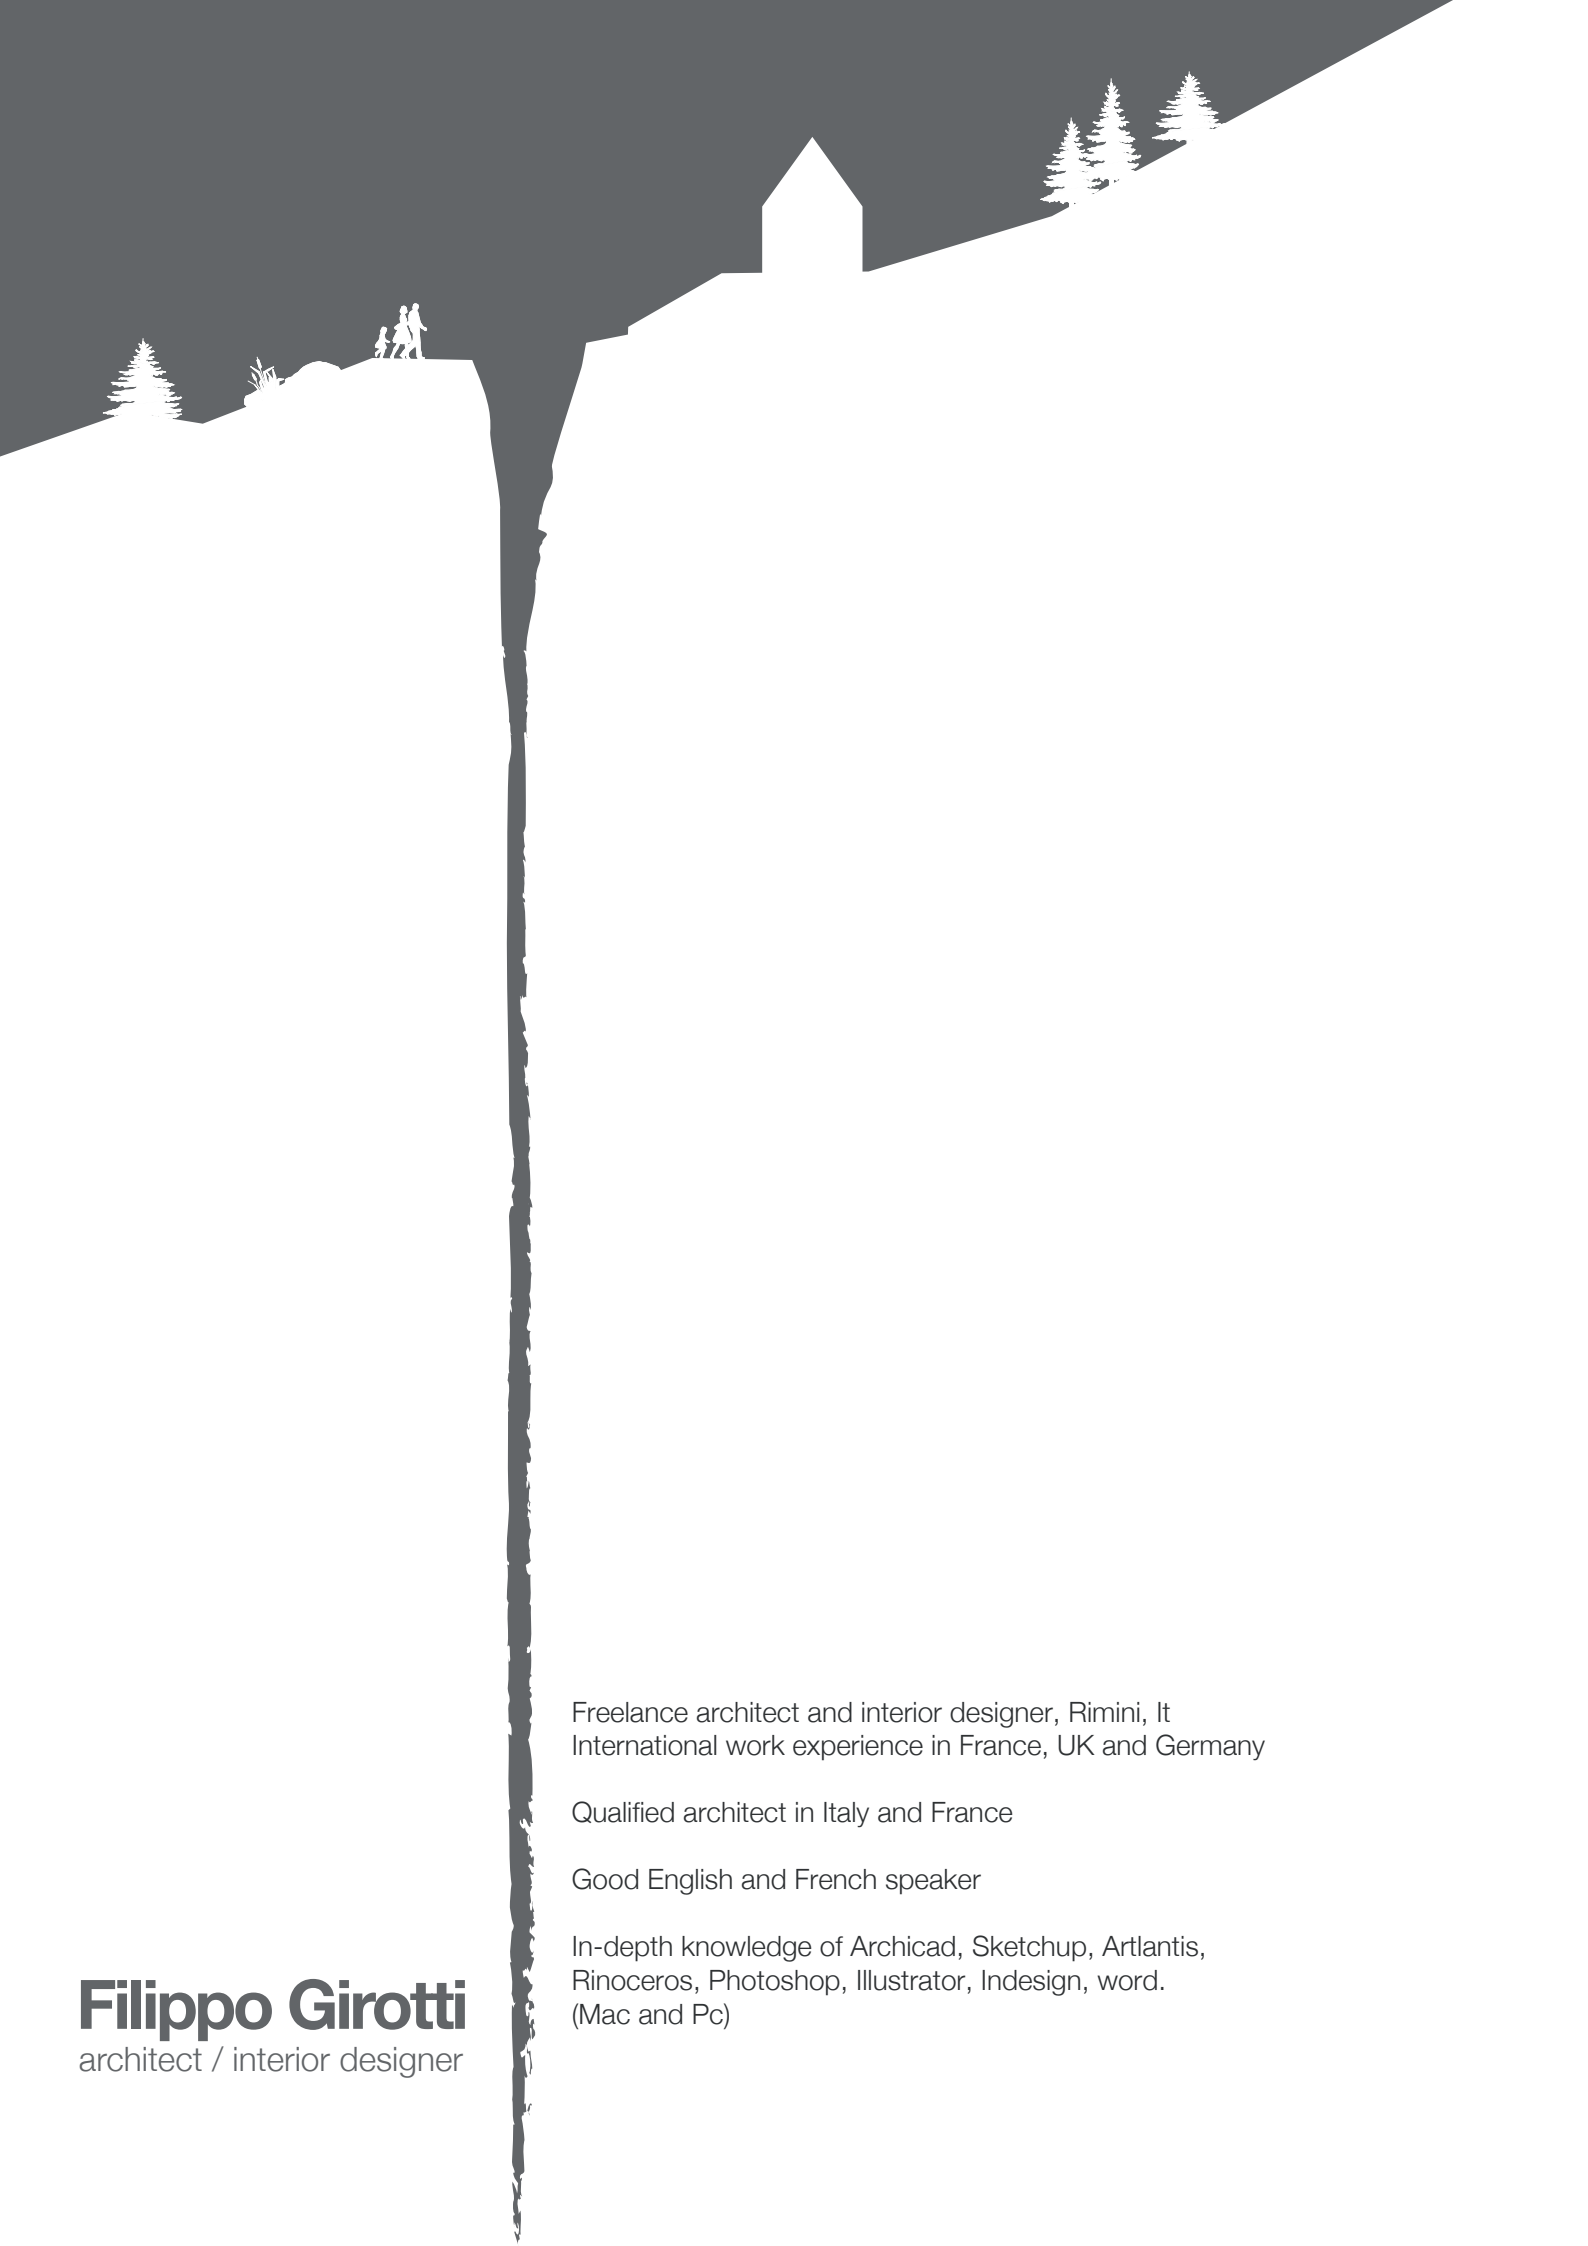 Freelance architect and interior designer, Rimini, It
International work experience in France, UK and Germany
Qualified architect in Italy and France
Good English and French speaker
In-depth knowledge of Archicad, Sketchup, Artlantis,
Rinoceros, Photoshop, Illustrator, Indesign, word.
(Mac and Pc)
Filippo Girotti
architect / interior designer